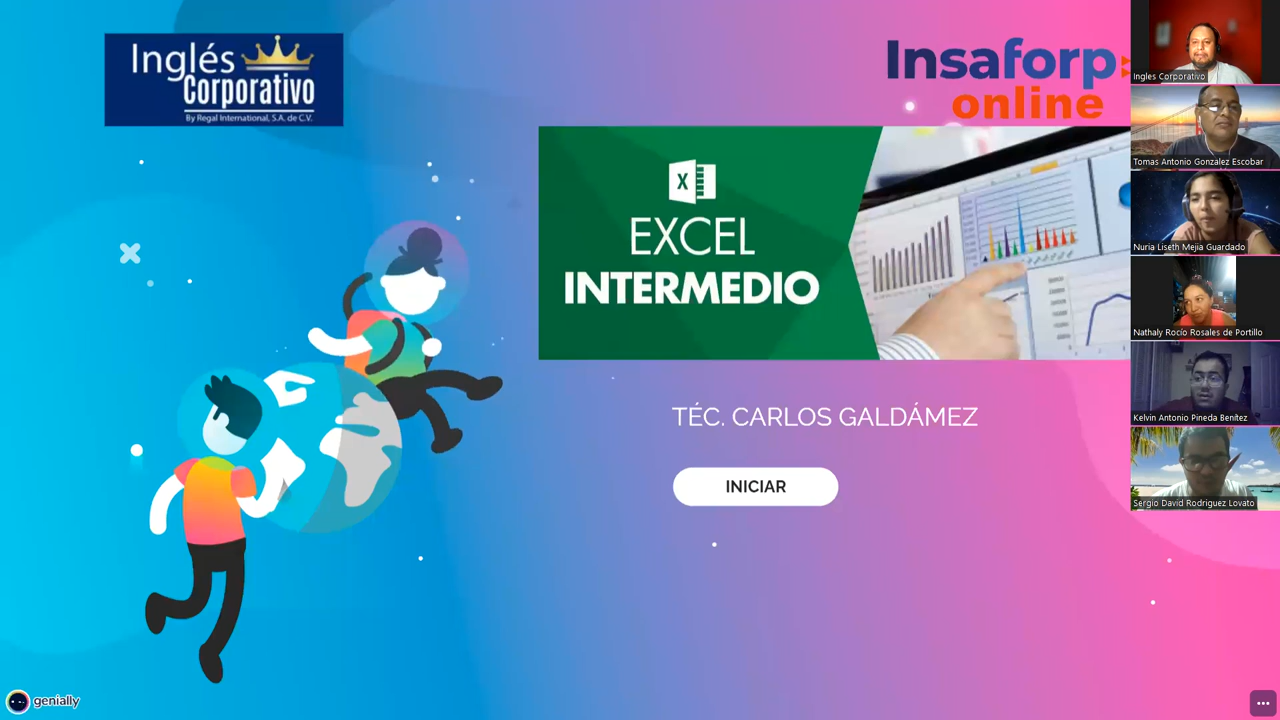 Inglés
Corporativo
By Regal International, S.A. de C.V.
Insaforp
online
X
EXCEL
INTERMEDIO
TÉC. CARLOS GALDÁMEZ
INICIAR
Ingles Corporativo
Tomas Antonio Gonzalez Escobar
Nuria Liseth Mejia Guardado
Nathaly Rocío Rosales de Portillo
Kelvin Antonio Pineda Benítez
Sergio David Rodriguez Lovato
genially